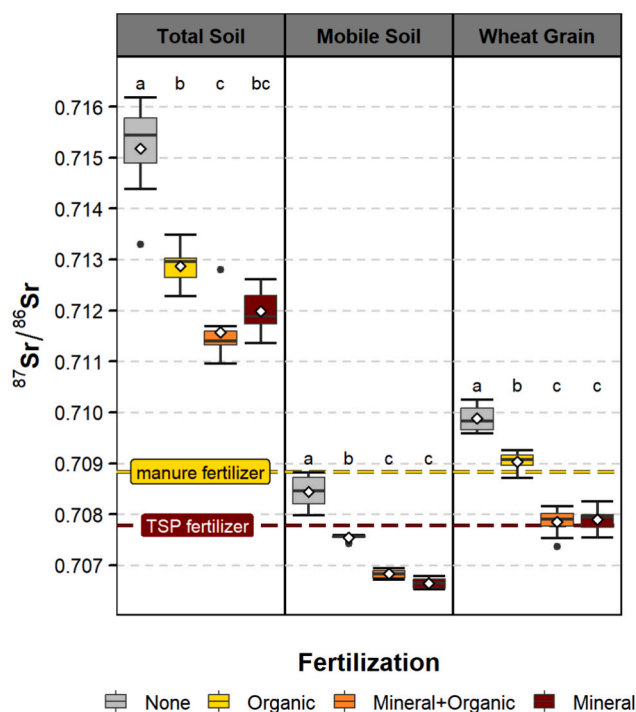 Total Soil Mobile Soil Wheat Grain
a b c bc
0.716
0.715
0.714
0.713
0.712
0.711
0.710
0.709
0.708
0.707
87Sr/86Sr
a b c c
a b c c
manure fertilizer
TSP fertilizer
Fertilization
None Organic Mineral+Organic Mineral